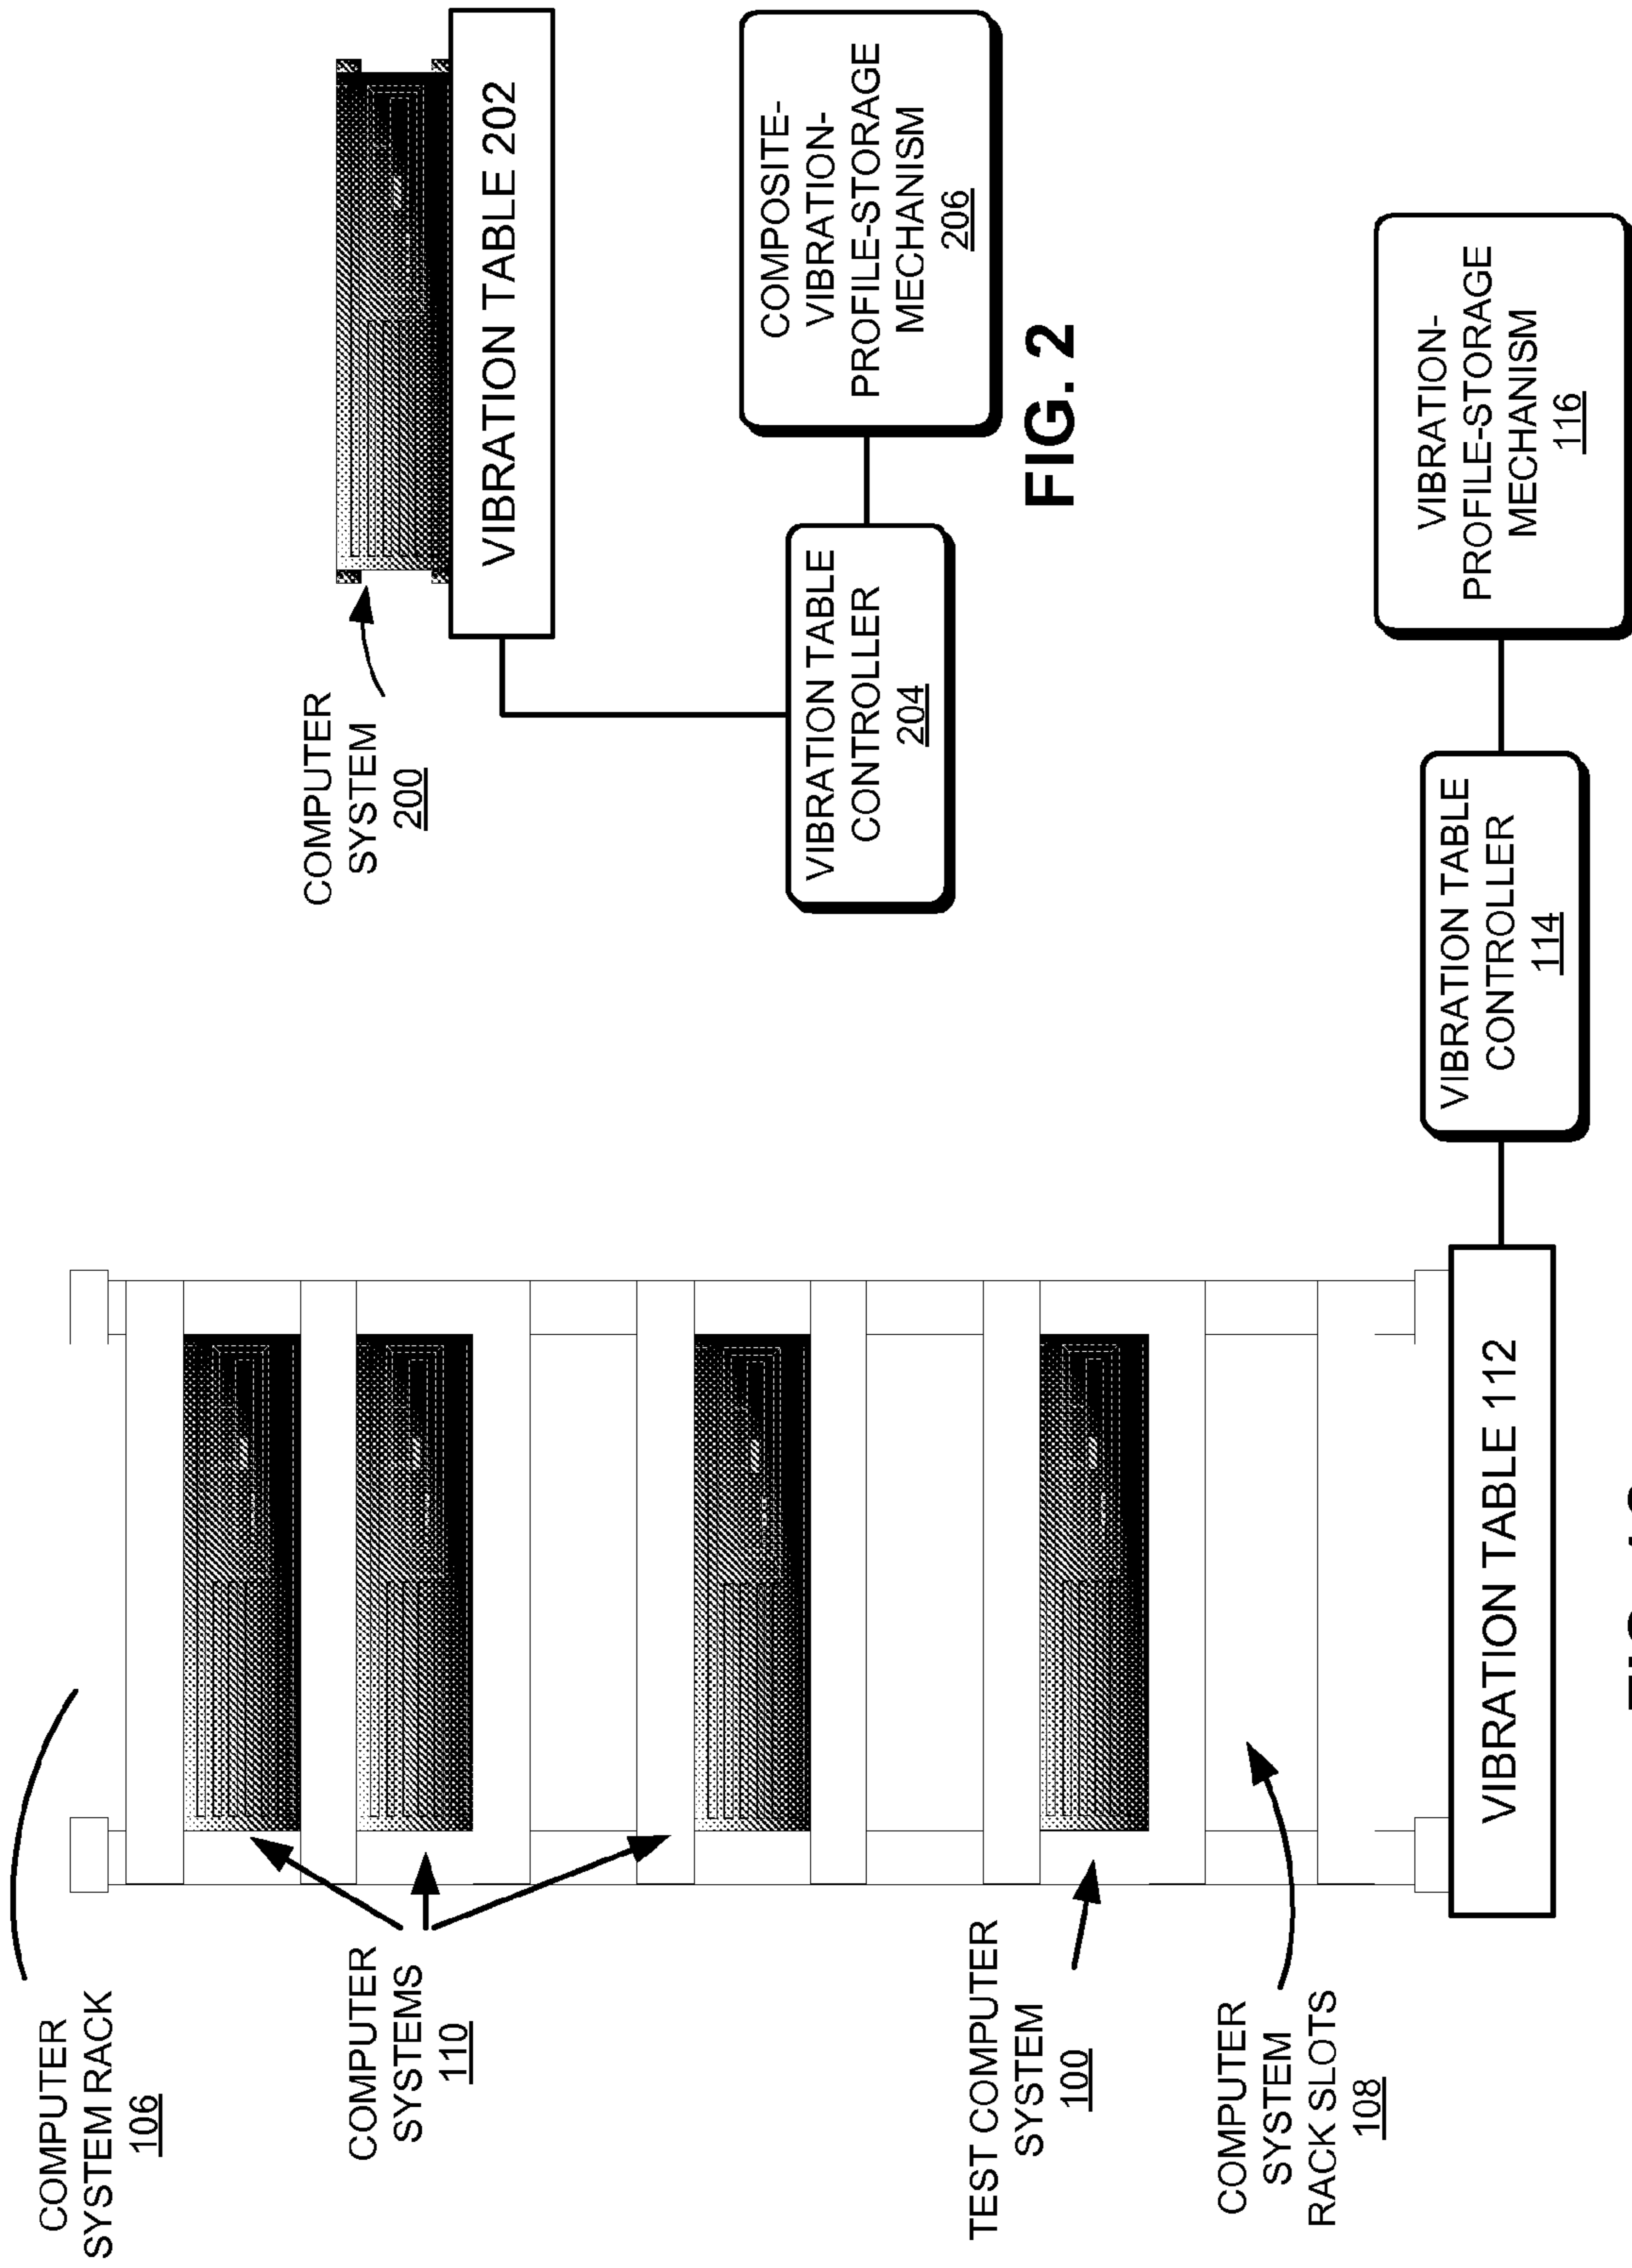 COMPUTER
SYSTEM RACK
106
COMPUTER
SYSTEMS
110
TEST COMPUTER
SYSTEM
100
COMPUTER
SYSTEM
RACK SLOTS
108
VIBRATION TABLE 112
VIBRATION TABLE
CONTROLLER
114
VIBRATION-
PROFILE-STORAGE
MECHANISM
116
COMPUTER
SYSTEM
200
VIBRATION TABLE 202
VIBRATION TABLE
CONTROLLER
204
COMPOSITE-
VIBRATION-
PROFILE-STORAGE
MECHANISM
206
FIG. 2